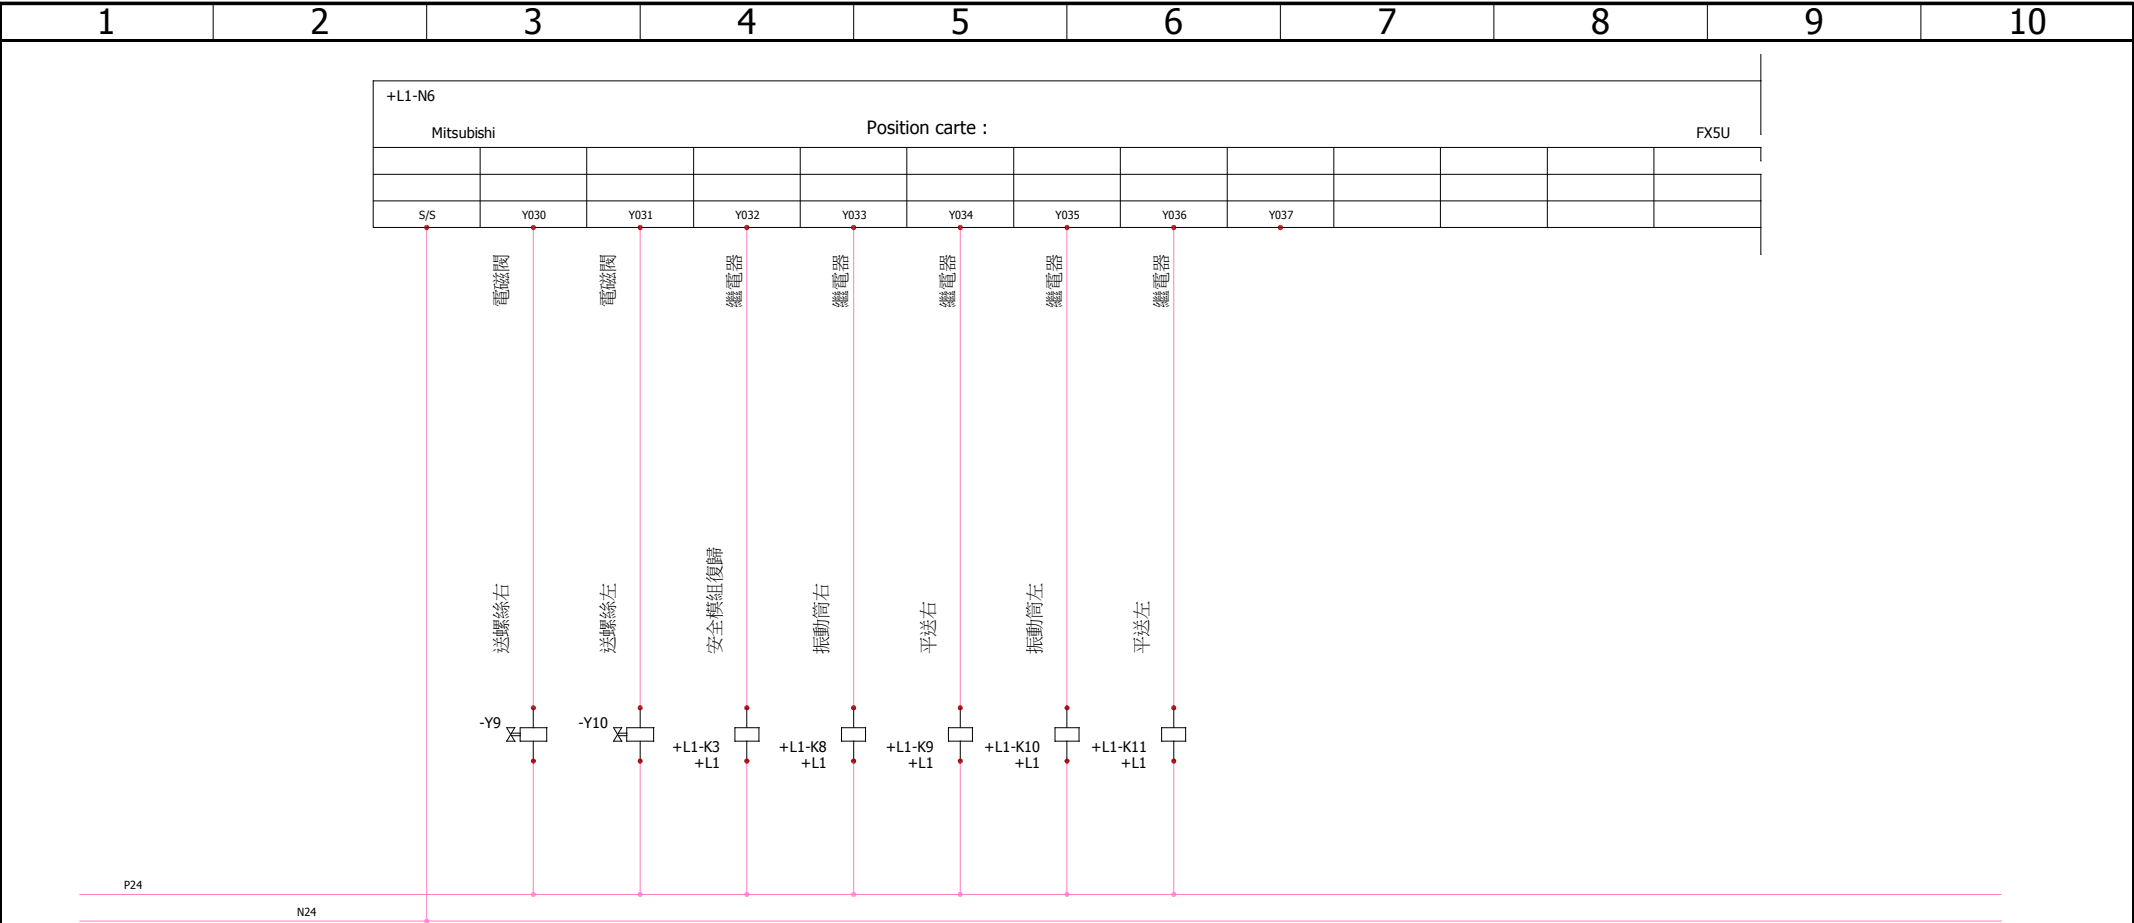 1 2 3 4 5 6 7 8 9 10
+L1-N6
Mitsubishi Position carte : FX5U
S/S Y030 Y031 Y032 Y033 Y034 Y035 Y036 Y037
電磁閥
電磁閥
繼電器
繼電器
繼電器
繼電器
繼電器
送螺絲右
送螺絲左
安全模組復歸
振動筒右
平送右
振動筒左
平送左
-Y9
-Y10
+L1-K3
+L1
+L1-K8
+L1
+L1-K9
+L1
+L1-K10
+L1
+L1-K11
+L1
P24
N24